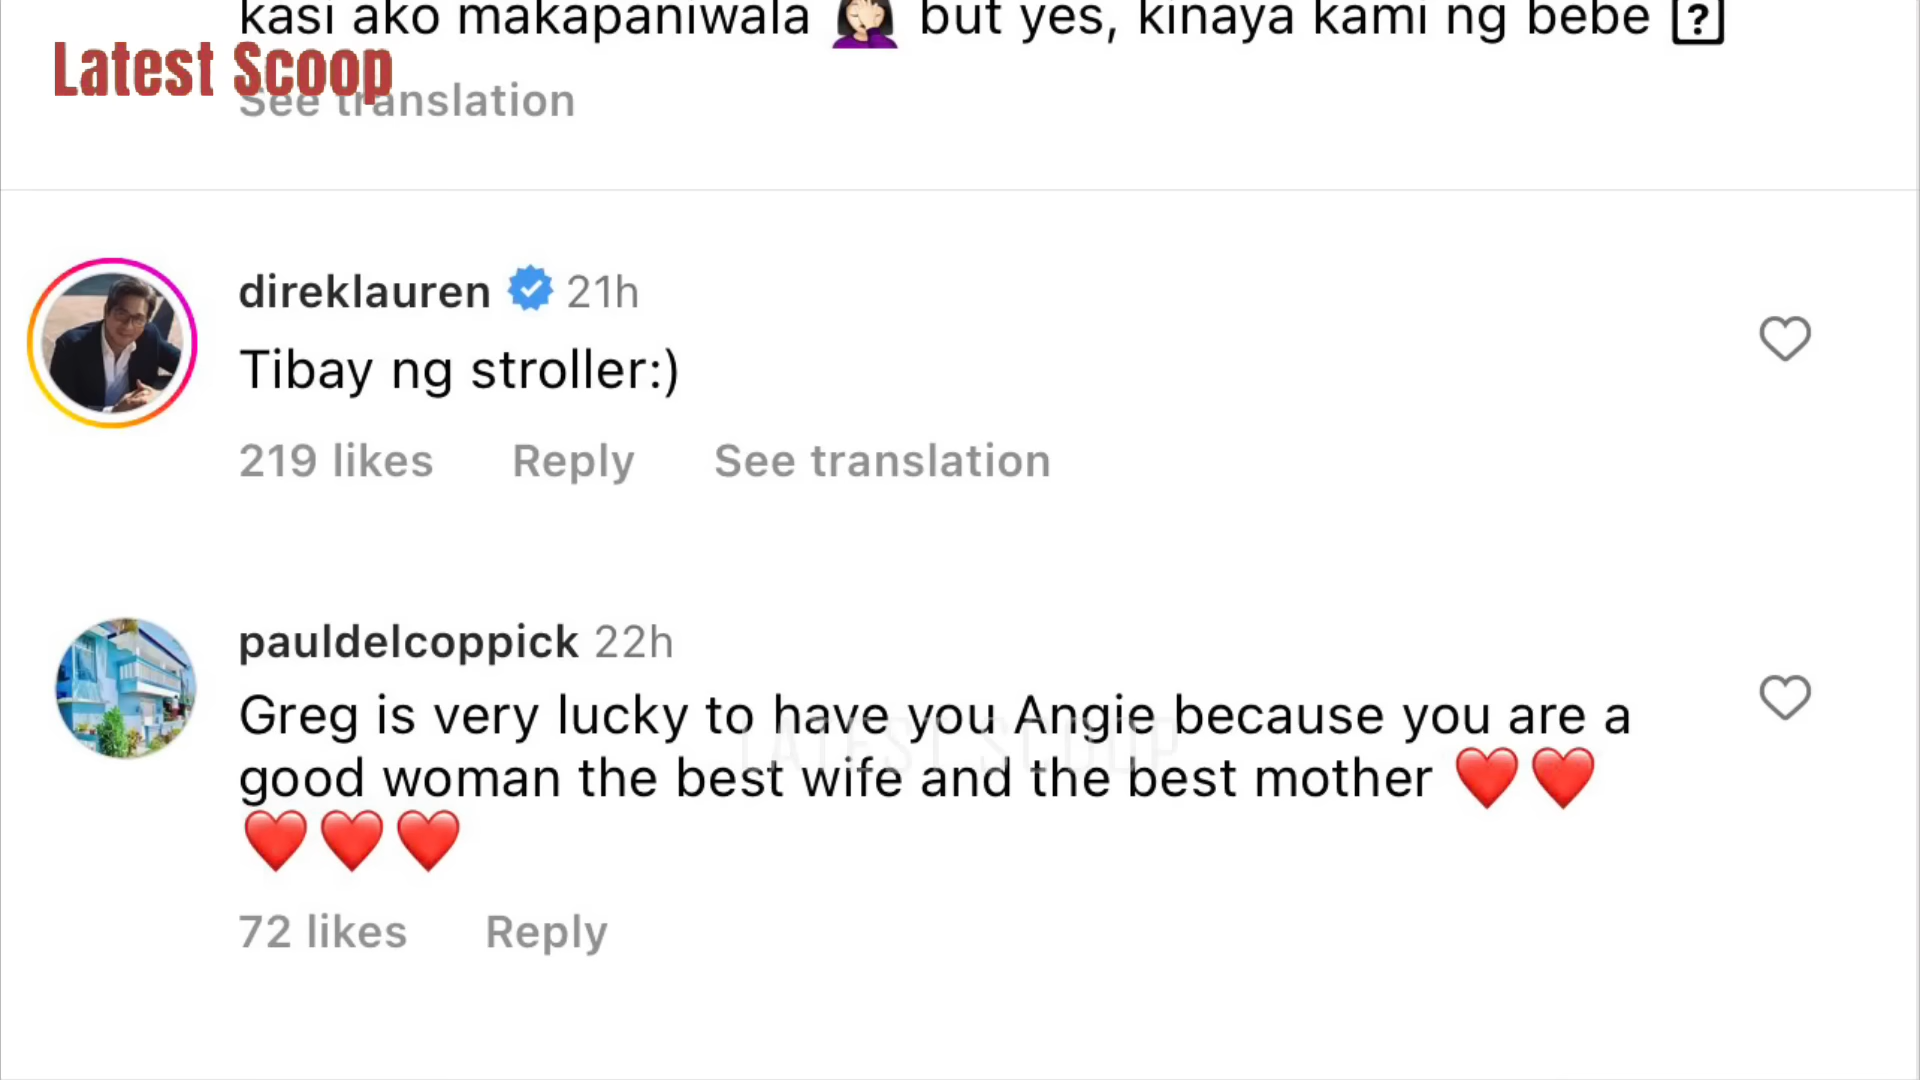 kasi ako makapaniwala 🤦🏻‍♀️ but yes, kinaya kami ng bebe ?
Latest Scoop
See translation
direklauren 21h
Tibay ng stroller:)
219 likes Reply See translation
pauldelcoppick 22h
Greg is very lucky to have you Angie because you are a
LATEST SCOOP
good woman the best wife and the best mother ❤️❤️
❤️❤️❤️
72 likes Reply